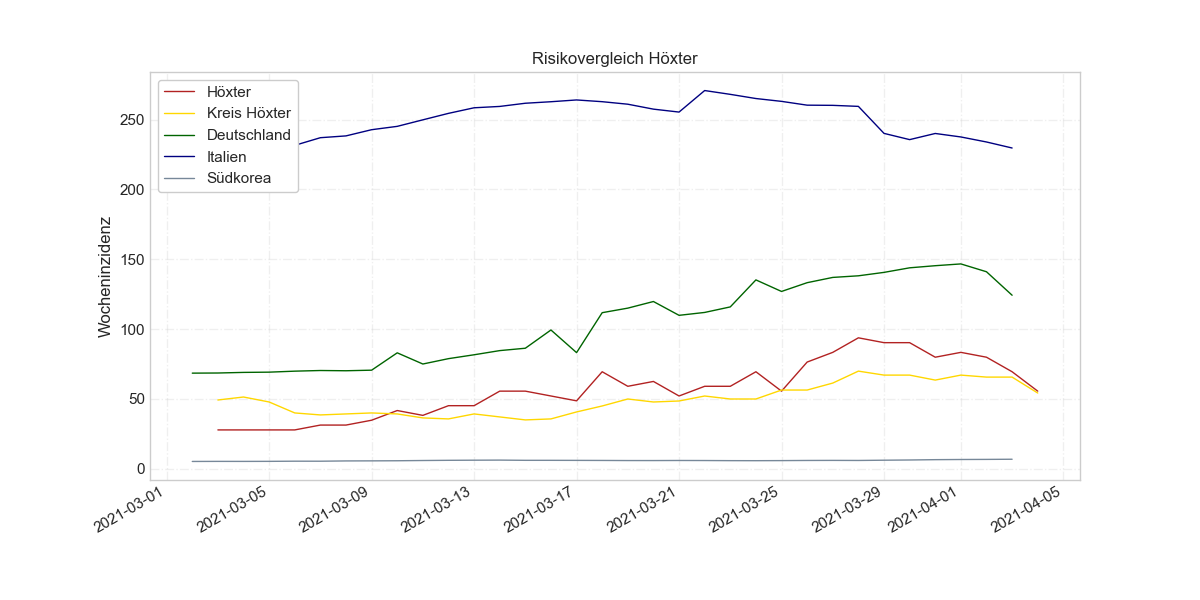 Risikovergleich Höxter
Höxter
Kreis Höxter
Deutschland
Italien
Südkorea
Wocheninzidenz
250
200
150
100
50
0
2021-03-01
2021-03-05
2021-03-09
2021-03-13
2021-03-17
2021-03-21
2021-03-25
2021-03-29
2021-04-01
2021-04-05